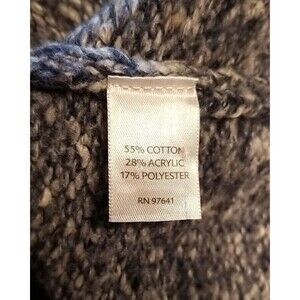 55% COTTON
28% ACRYLIC
17% POLYESTER
RN 97641